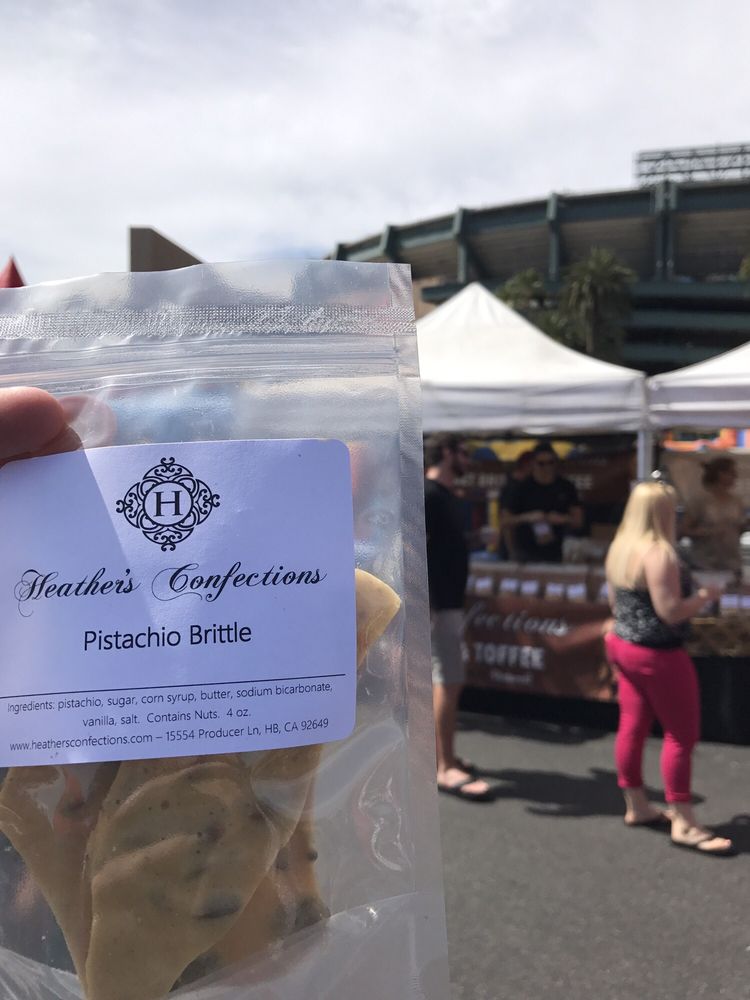 H
Heather's Confections
Pistachio Brittle
Ingredients: pistachio, sugar, corn syrup, butter, sodium bicarbonate,
vanilla, salt. Contains Nuts. 4 oz.
www.heathersconfections.com – 15554 Producer Ln, HB, CA 92649
fections
TOFFEE